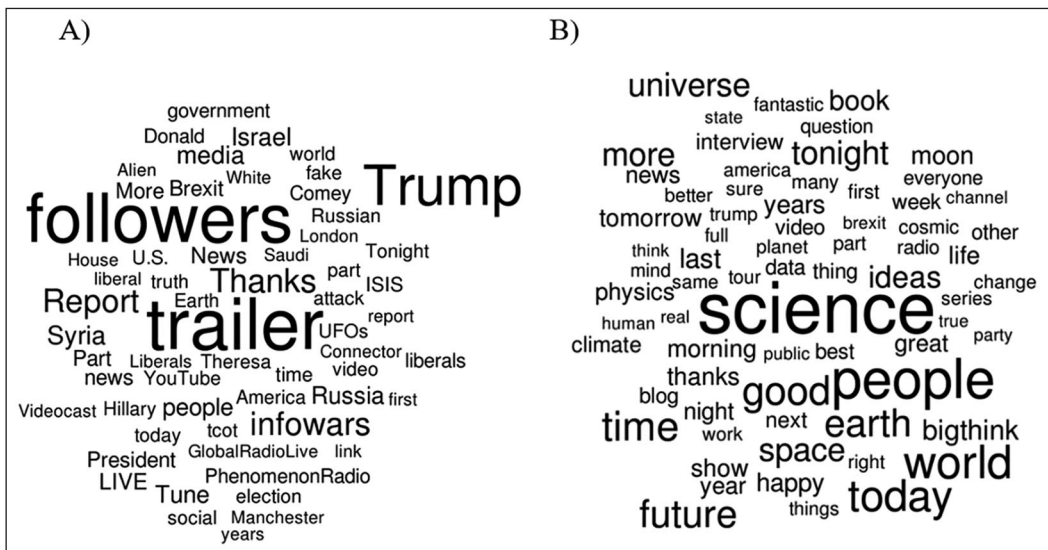 A)
government
Donald Israel
media world
Alien White fake
More Brexit Comey Trump
followers Russian
London
House U.S. News Saudi Tonight
liberal truth Thanks part ISIS
Report Earth attack
trailer report
Syria UFOs
Part Liberals Theresa Connector liberals
news YouTube time video
America Russia first
Videocast Hillary people
today tcot infowars
President GlobalRadioLive link
LIVE PhenomenonRadio
Tune election
social Manchester
years
B)
universe fantastic book
state question
more interview tonight moon
news america everyone
better sure many first week channel
tomorrow trump years
full video brexit cosmic other
think last planet part radio life
mind same tour data thing ideas change
physics science series
human real true party
climate morning public best great
thanks good people
blog night
time work next earth bigthink
space right world
show
year happy today
future things